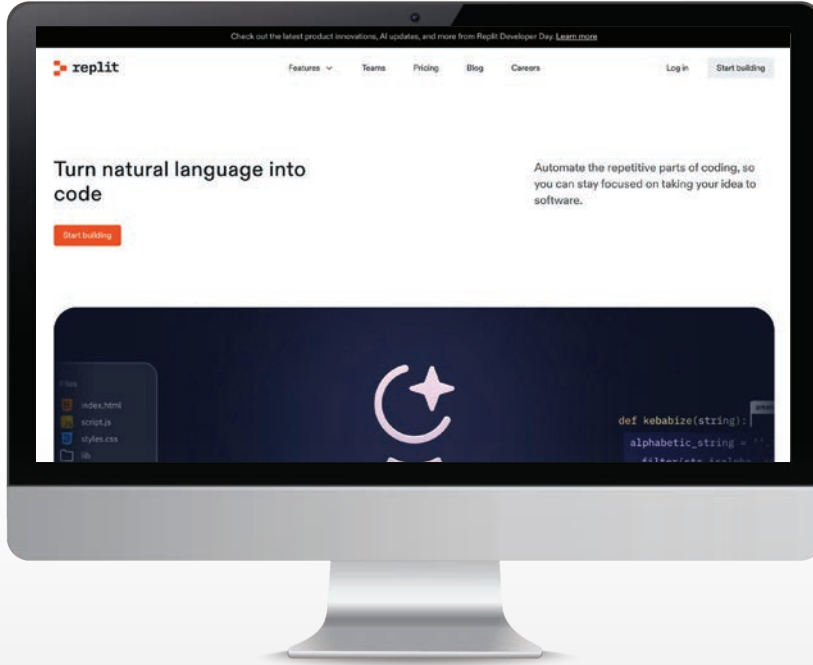 Check out the latest product innovations, AI updates, and more from Replit Developer Day. Learn more
replit
Features
Teams
Pricing
Blog
Careers
Log in
Start building
Turn natural language into
code
Start building
Automate the repetitive parts of coding, so
you can stay focused on taking your idea to
software.
Files
index.html
script.js
styles.css
lib
def kebabize(string):
alphabetic_string = ''.